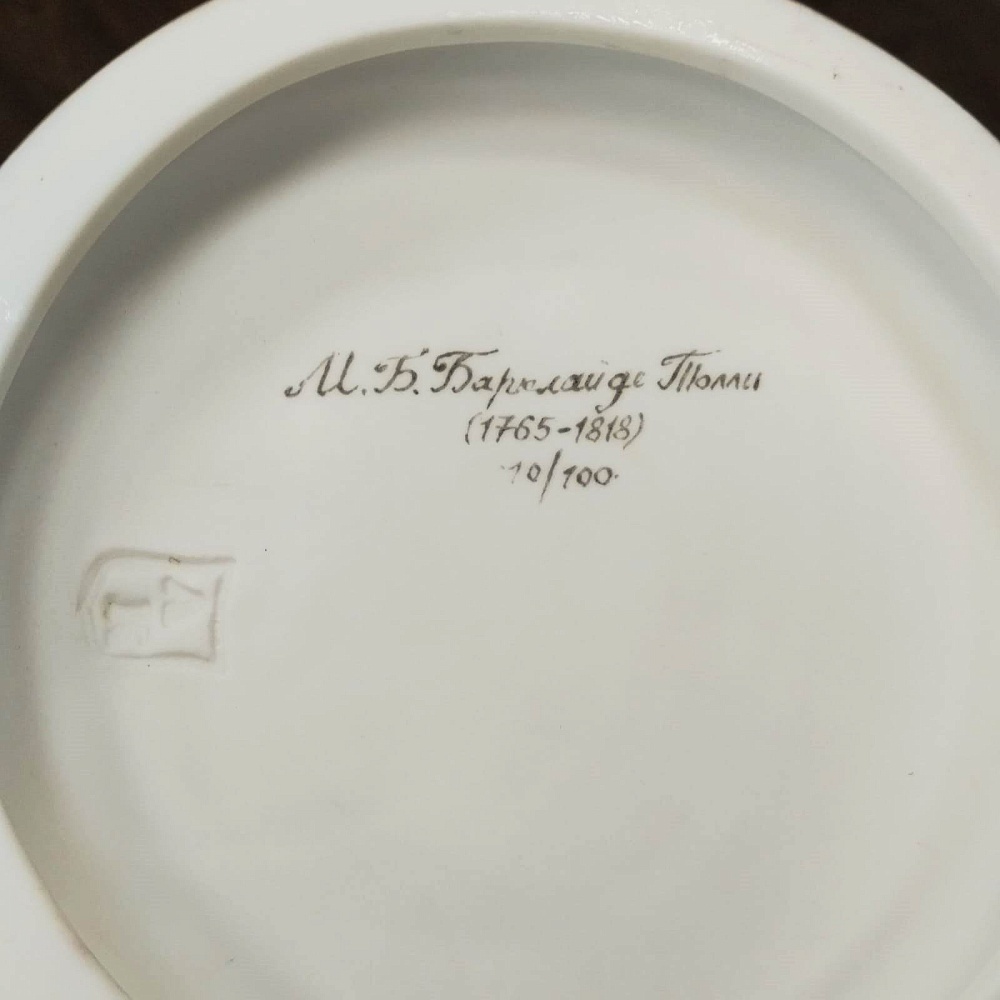 М. Б. Барклай де Толли
(1765-1818)
10/100.